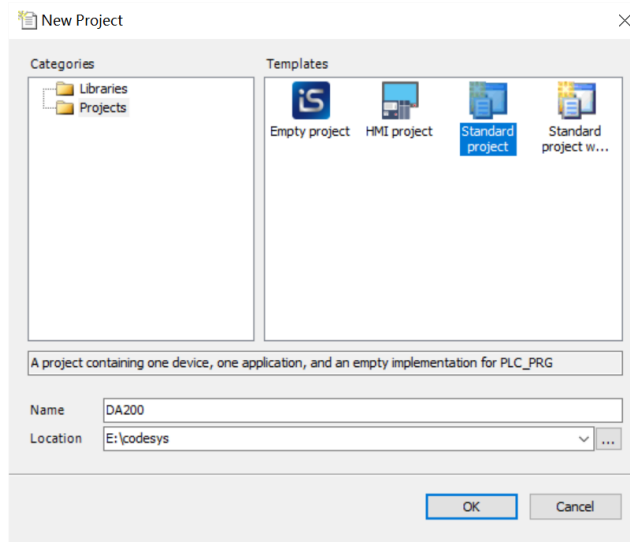 New Project
Categories
Libraries
Projects
Templates
iS
Empty project
HMI project
Standard
project
Standard
project w...
A project containing one device, one application, and an empty implementation for PLC_PRG
Name
DA200
Location
E:\codesys
...
OK
Cancel